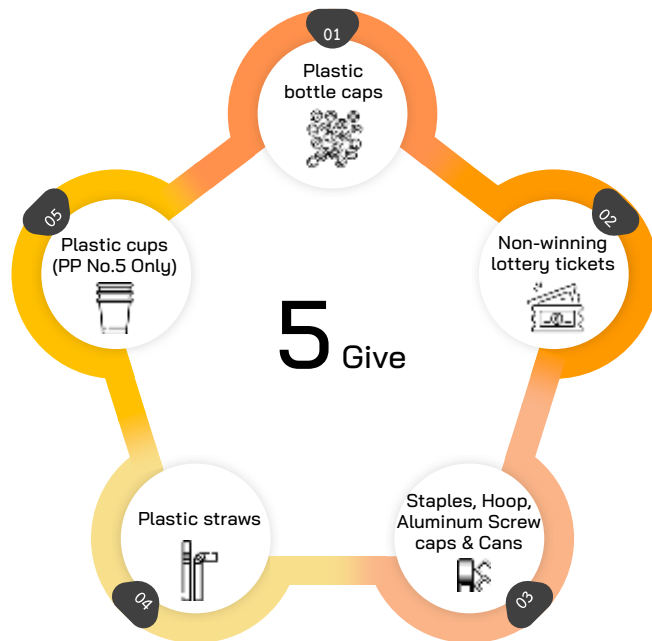 01
Plastic
bottle caps
02
Non-winning
lottery tickets
03
Staples, Hoop,
Aluminum Screw
caps & Cans
04
Plastic straws
05
Plastic cups
(PP No.5 Only)
5 Give